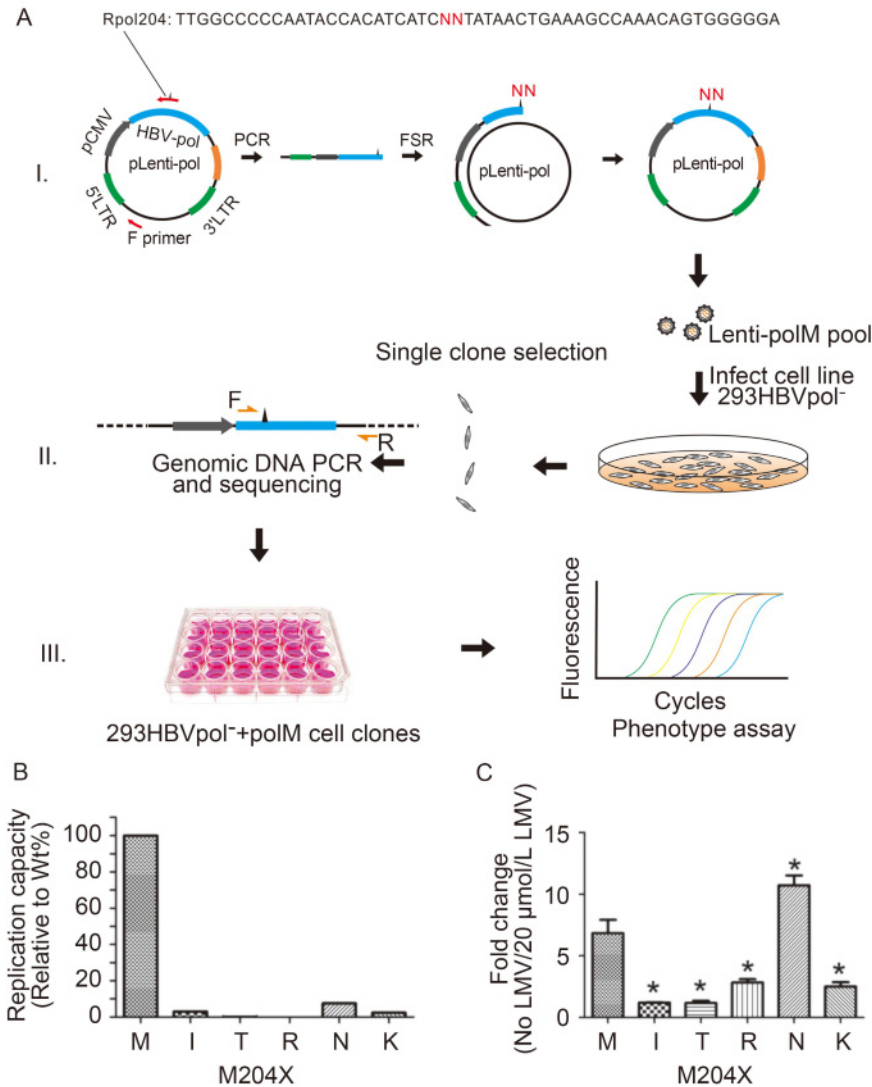 A
Rpol204: TTGGCCCCCAATACCACATCATCNNTATAACTGAAAGCCAAACAGTGGGGGA
NN
NN
pCMV
HBV-pol
pLenti-pol
PCR
FSR
pLenti-pol
pLenti-pol
I.
5'LTR
3'LTR
F primer
Lenti-polM pool
Single clone selection
Infect cell line
293HBVpol⁻
F
R
II.
Genomic DNA PCR
and sequencing
III.
Fluorescence
Cycles
Phenotype assay
293HBVpol⁻+polM cell clones
B
Replication capacity
(Relative to Wt%)
100
80
60
40
20
0
M I T R N K
M204X
C
Fold change
(No LMV/20 μmol/L LMV)
15
10
5
0
* * * * *
M I T R N K
M204X